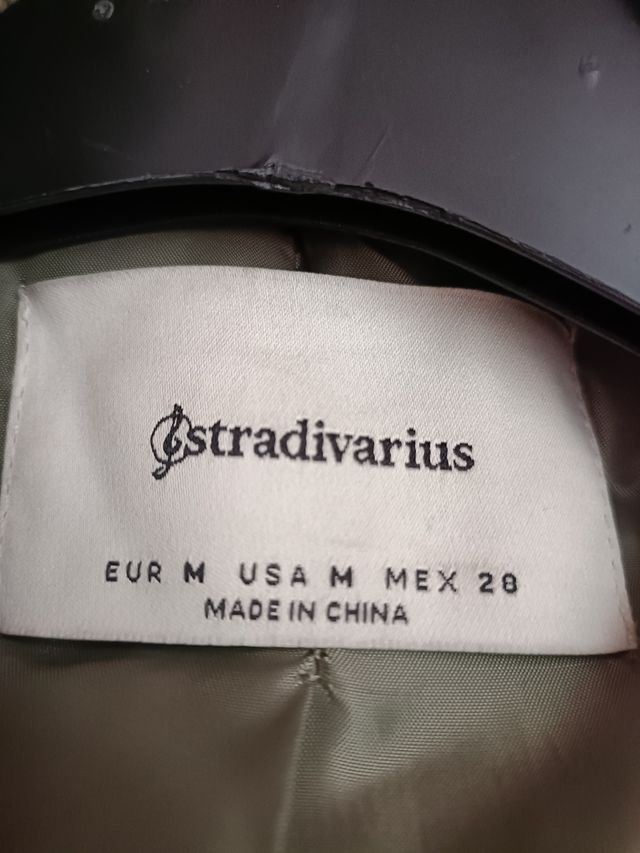 stradivarius
EUR M USA M MEX 28
MADE IN CHINA